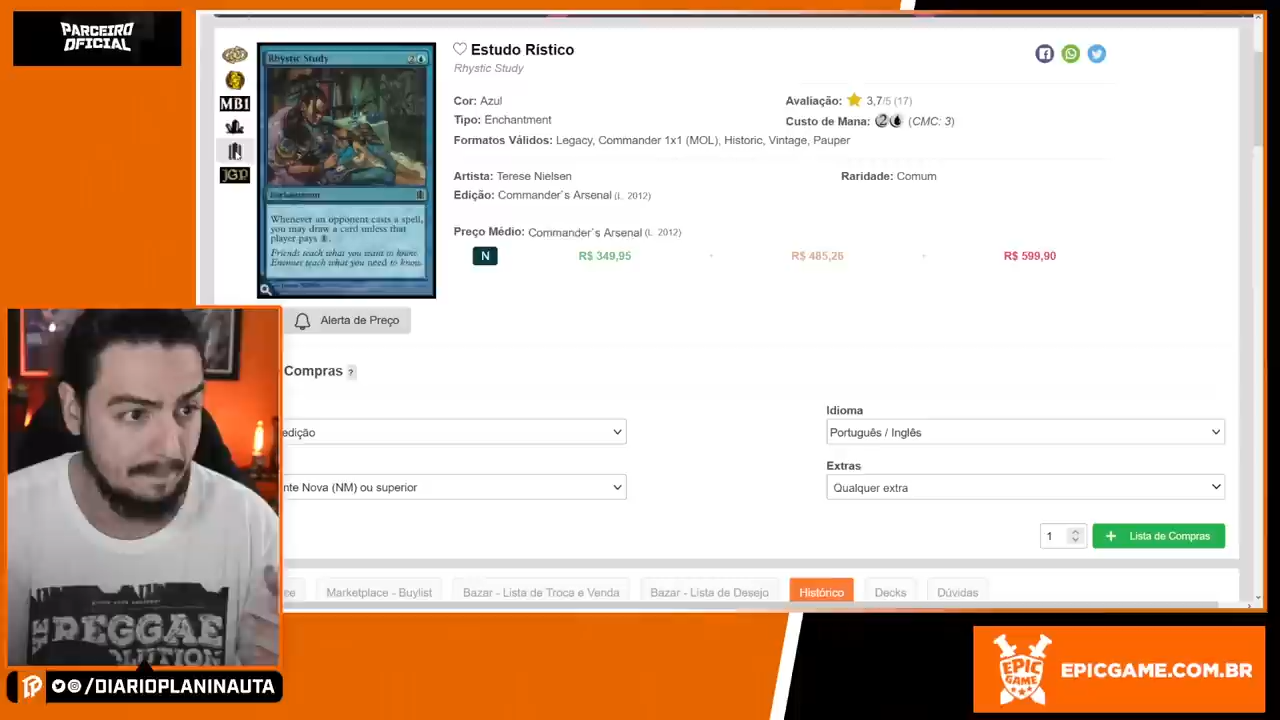 PARCEIRO
OFICIAL
MB1
JGP
Rhystic Study
Enchantment
Whenever an opponent casts a spell,
you may draw a card unless that
player pays
Friends teach what you want to know.
Enemies teach what you need to know.
Estudo Rístico
Rhystic Study
Cor: Azul
Tipo: Enchantment
Formatos Válidos: Legacy, Commander 1x1 (MOL), Historic, Vintage, Pauper
Avaliação: 3,7/5 (17)
Custo de Mana: 2 (CMC: 3)
Artista: Terese Nielsen
Raridade: Comum
Edição: Commander´s Arsenal (L. 2012)
Preço Médio: Commander´s Arsenal (L. 2012)
N R$ 349,95 R$ 485,26 R$ 599,90
Alerta de Preço
Compras ?
Idioma
edição
Português / Inglês
Extras
nte Nova (NM) ou superior
Qualquer extra
1
+ Lista de Compras
Marketplace - Buylist
Bazar - Lista de Troca e Venda
Bazar - Lista de Desejo
Histórico
Decks
Dúvidas
REGGAE
/DIARIOPLANINAUTA
EPIC
GAME
EPICGAME.COM.BR